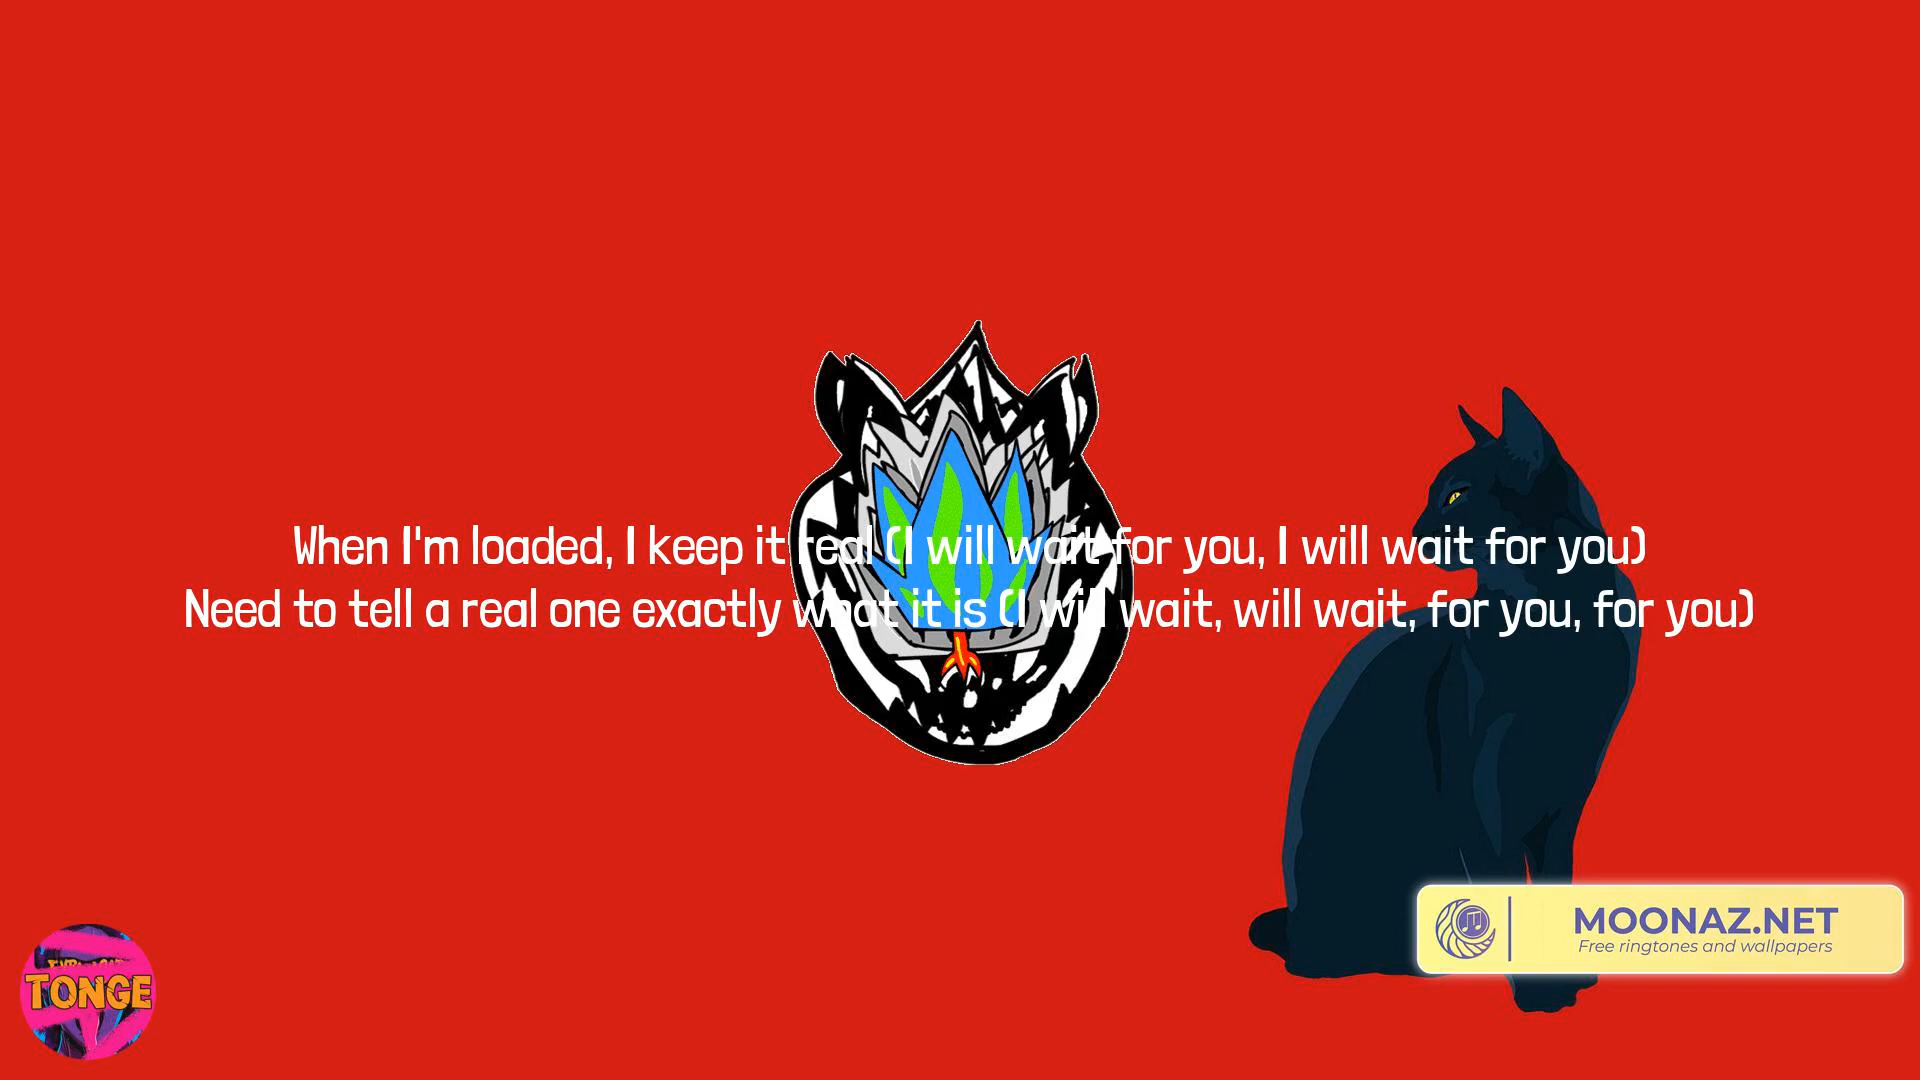 When I'm loaded, I keep it real (I will wait for you, I will wait for you)
Need to tell a real one exactly what it is (I will wait, will wait, for you, for you)
MOONAZ.NET
Free ringtones and wallpapers
TONGE